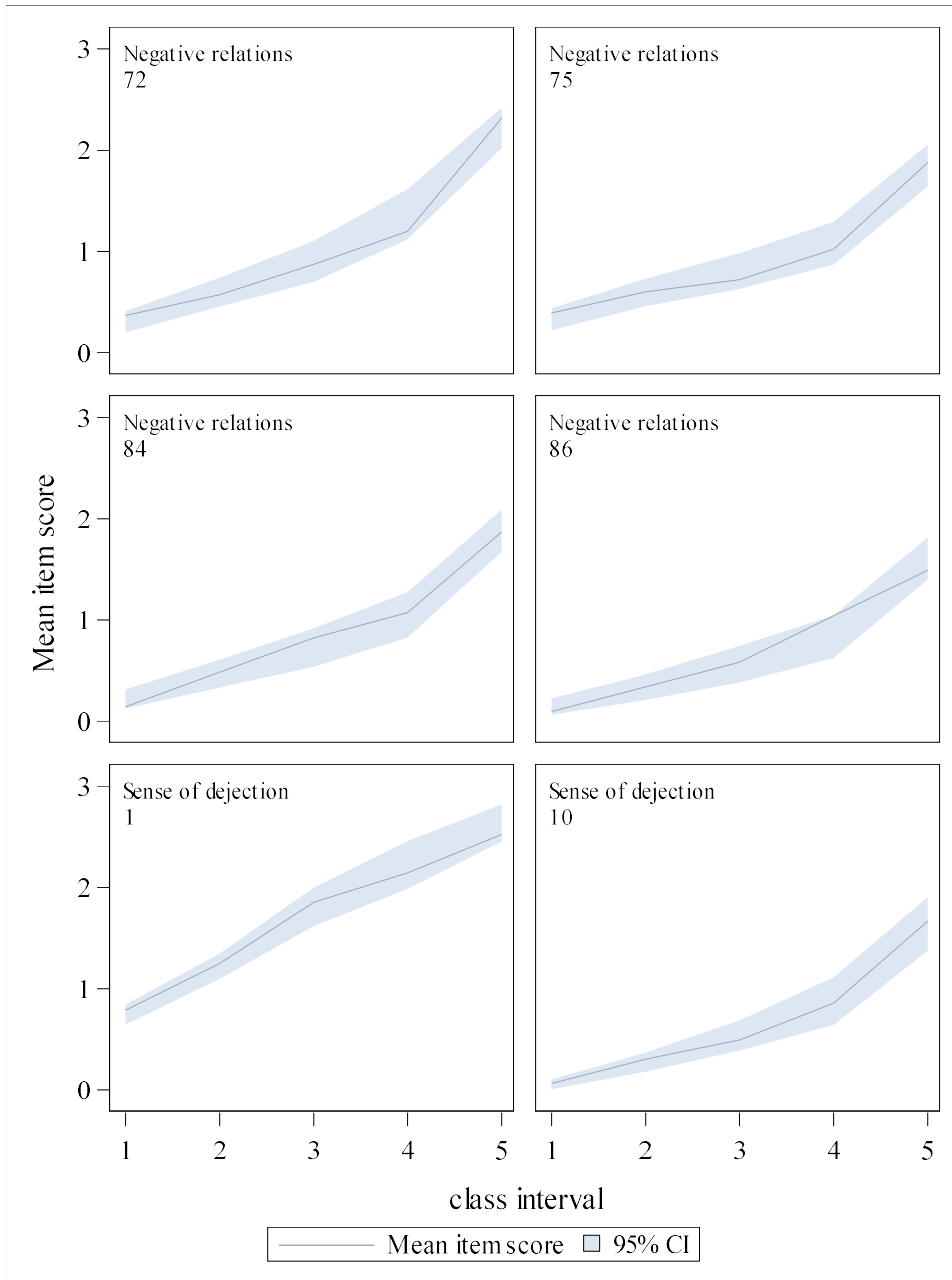 Negative relations
72
Negative relations
75
3
2
1
0
Negative relations
84
Negative relations
86
3
2
1
0
Mean item score
Sense of dejection
1
Sense of dejection
10
3
2
1
0
1 2 3 4 5
1 2 3 4 5
class interval
Mean item score 95% CI